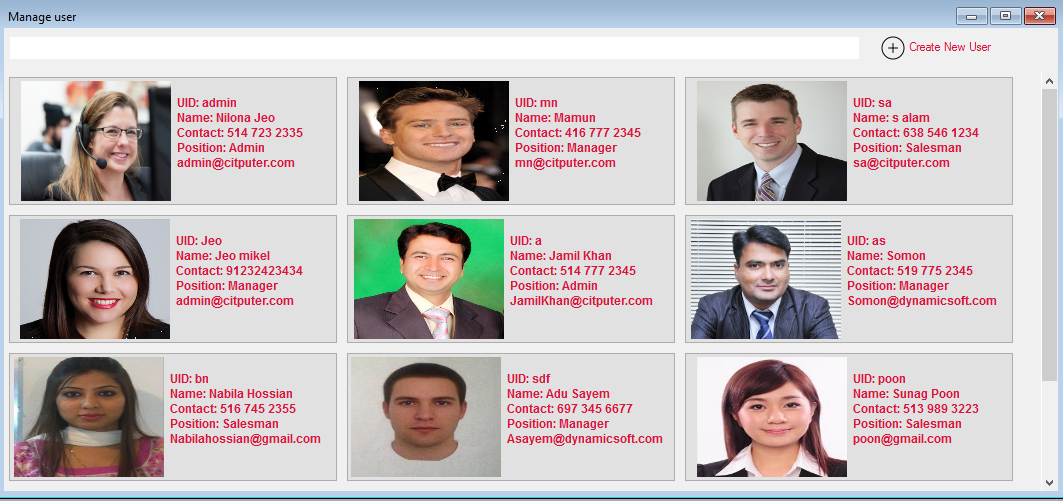 Manage user
Create New User
UID: admin
Name: Nilona Jeo
Contact: 514 723 2335
Position: Admin
admin@citputer.com
UID: mn
Name: Mamun
Contact: 416 777 2345
Position: Manager
mn@citputer.com
UID: sa
Name: s alam
Contact: 638 546 1234
Position: Salesman
sa@citputer.com
UID: Jeo
Name: Jeo mikel
Contact: 91232423434
Position: Manager
admin@citputer.com
UID: a
Name: Jamil Khan
Contact: 514 777 2345
Position: Admin
JamilKhan@citputer.com
UID: as
Name: Somon
Contact: 519 775 2345
Position: Manager
Somon@dynamicsoft.com
UID: bn
Name: Nabila Hossian
Contact: 516 745 2355
Position: Salesman
Nabilahossian@gmail.com
UID: sdf
Name: Adu Sayem
Contact: 697 345 6677
Position: Manager
Asayem@dynamicsoft.com
UID: poon
Name: Sunag Poon
Contact: 513 989 3223
Position: Salesman
poon@gmail.com